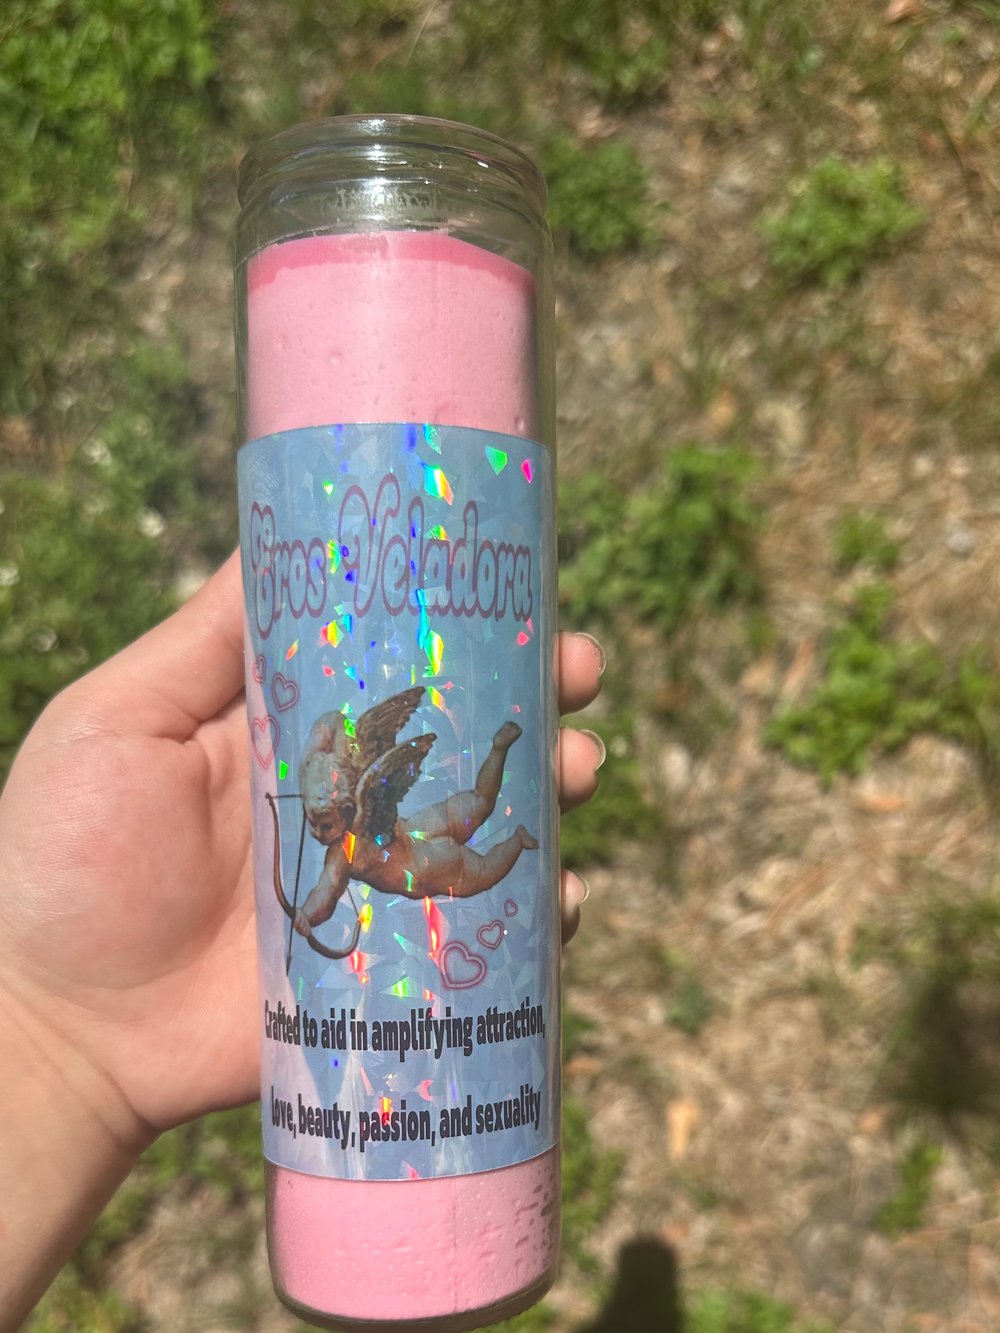 Eros Veladora
Crafted to aid in amplifying attraction,
love, beauty, passion, and sexuality